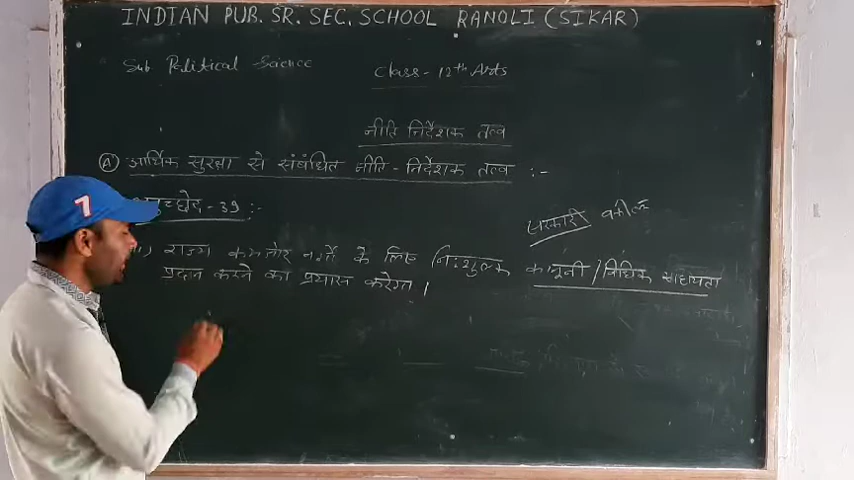 INDIAN PUB. SR. SEC. SCHOOL RANOLI (SIKAR)
Sub Political Science Class - 12th Arts
नीति निर्देशक तत्व
(A) आर्थिक सुरक्षा से संबंधित नीति - निर्देशक तत्व :-
च्छेद - 39 :-
सरकारी वकील
राज्य कमजोर वर्गों के लिए निःशुल्क कानूनी / विधिक सहायता
प्रदान करने का प्रयास करेगा ।
7